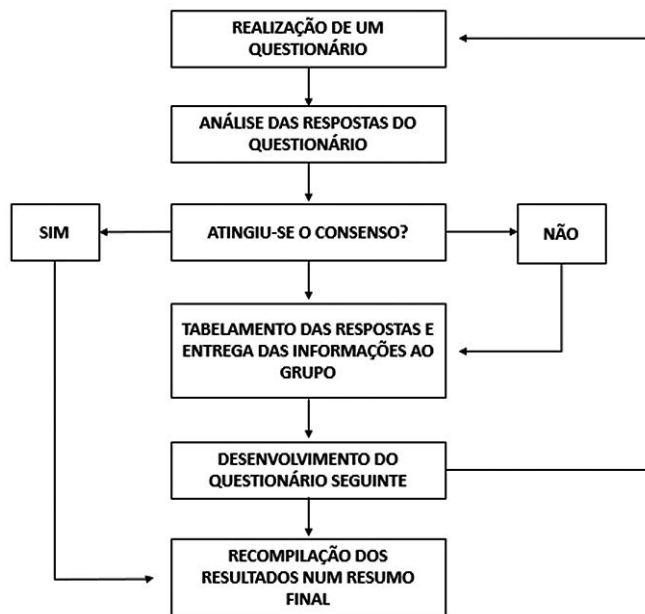 REALIZAÇÃO DE UM
QUESTIONÁRIO
ANÁLISE DAS RESPOSTAS DO
QUESTIONÁRIO
SIM
ATINGIU-SE O CONSENSO?
NÃO
TABELAMENTO DAS RESPOSTAS E
ENTREGA DAS INFORMAÇÕES AO
GRUPO
DESENVOLVIMENTO DO
QUESTIONÁRIO SEGUINTE
RECOMPILAÇÃO DOS
RESULTADOS NUM RESUMO
FINAL